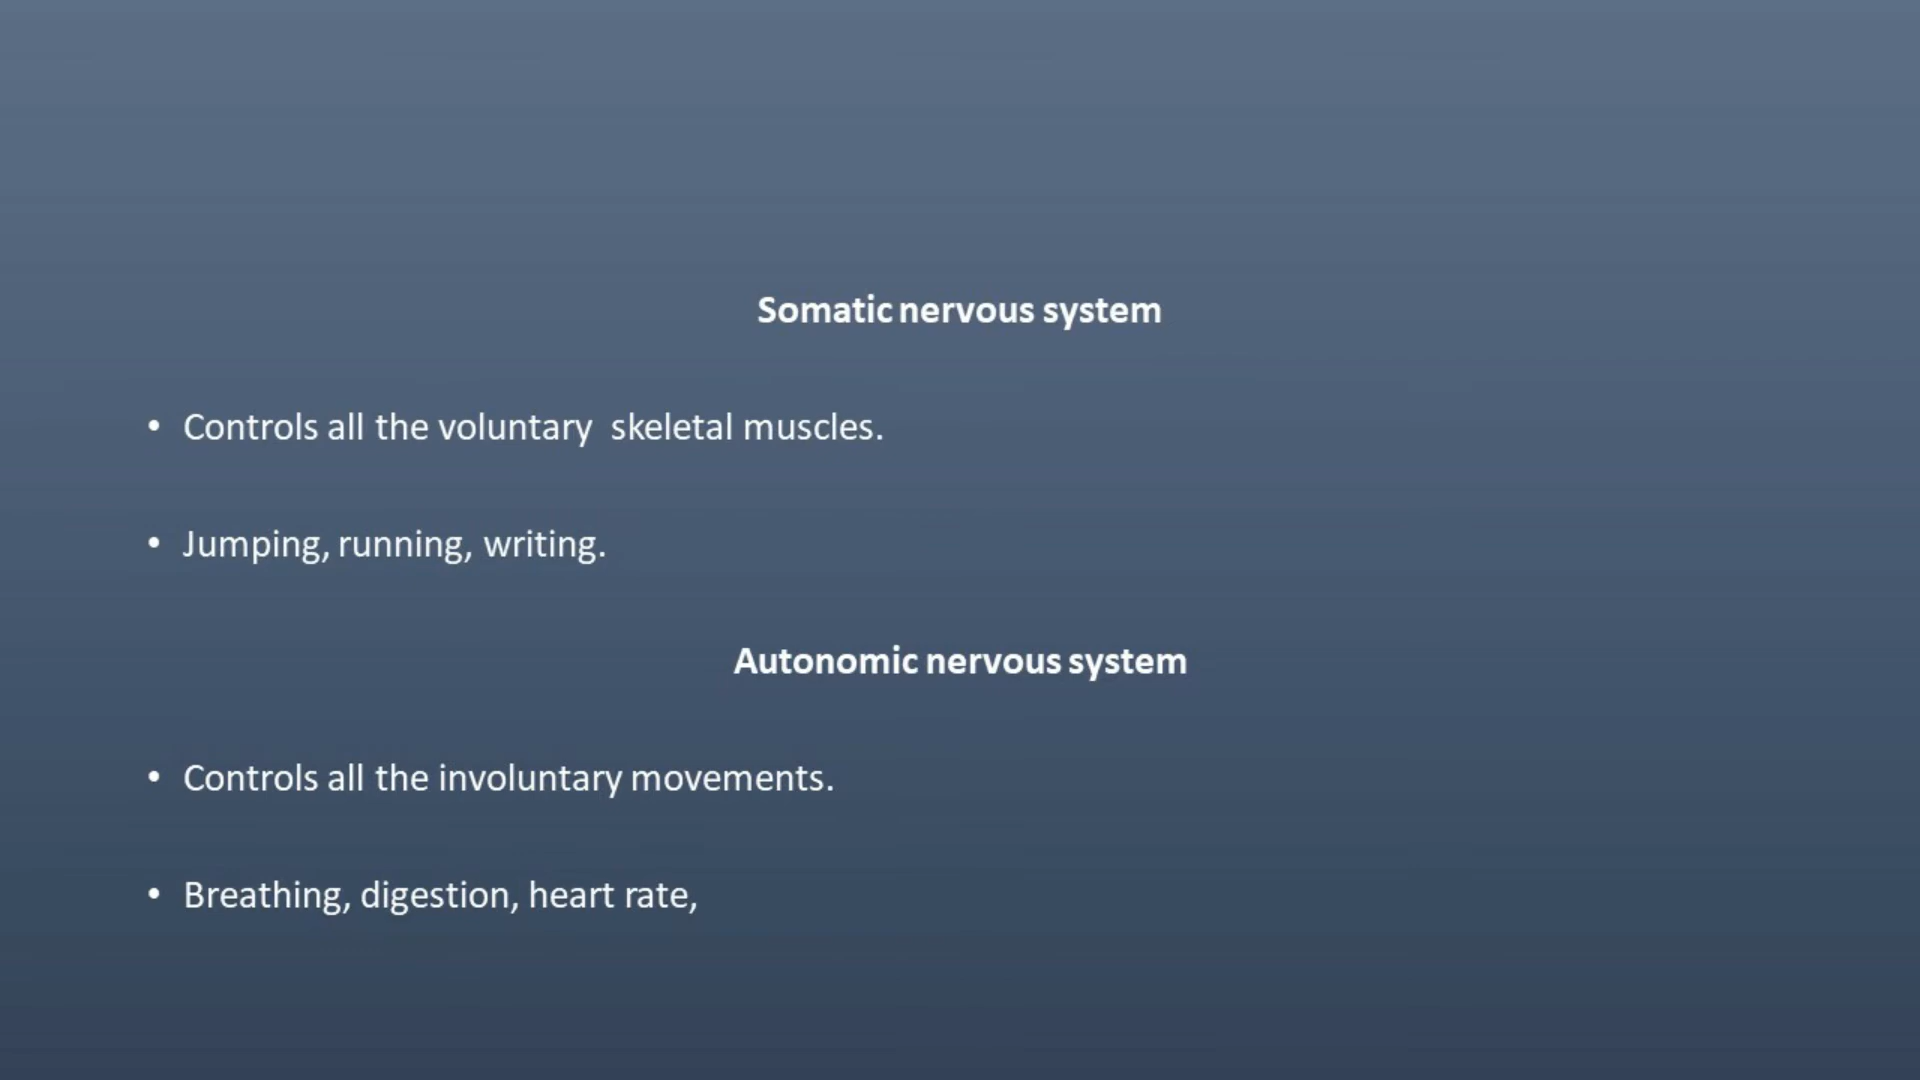 Somatic nervous system
• Controls all the voluntary  skeletal muscles.
• Jumping, running, writing.
Autonomic nervous system
• Controls all the involuntary movements.
• Breathing, digestion, heart rate,